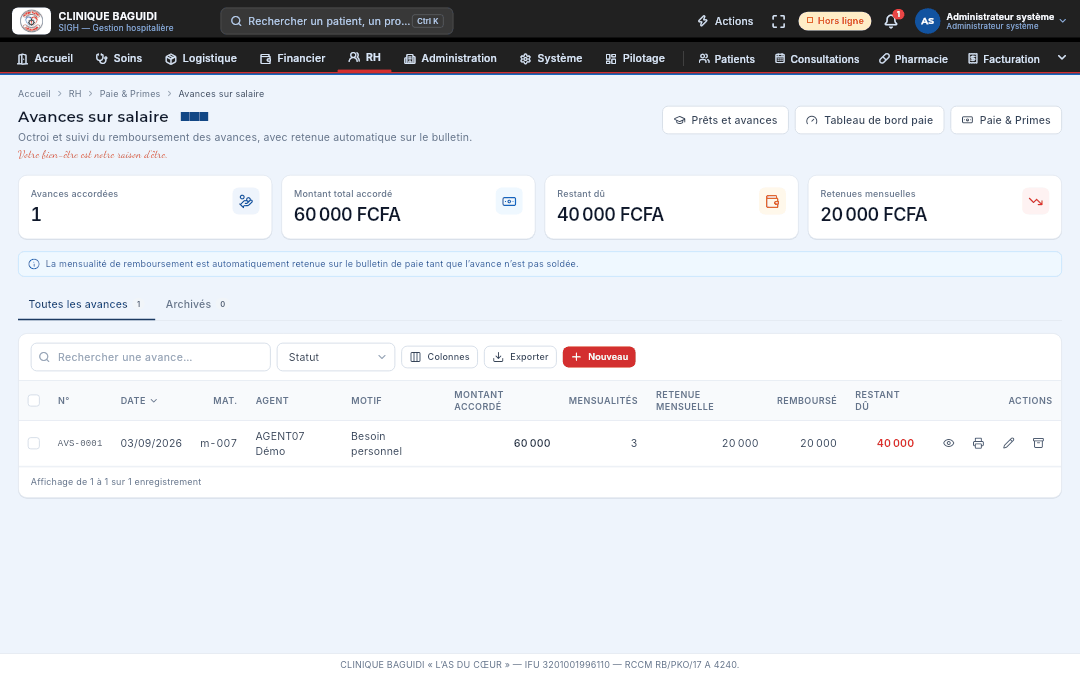 CLINIQUE BAGUIDI
SIGH — Gestion hospitalière
Rechercher un patient, un pro... Ctrl K
Actions
Hors ligne
1
AS
Administrateur système
Administrateur système
Accueil Soins Logistique Financier RH Administration Système Pilotage Patients Consultations Pharmacie Facturation
Accueil > RH > Paie & Primes > Avances sur salaire
Avances sur salaire
Octroi et suivi du remboursement des avances, avec retenue automatique sur le bulletin.
Votre bien-être est notre raison d'être.
Prêts et avances
Tableau de bord paie
Paie & Primes
Avances accordées
1
Montant total accordé
60 000 FCFA
Restant dû
40 000 FCFA
Retenues mensuelles
20 000 FCFA
La mensualité de remboursement est automatiquement retenue sur le bulletin de paie tant que l'avance n'est pas soldée.
Toutes les avances 1 Archivés 0
Rechercher une avance... Statut Colonnes Exporter Nouveau
N° DATE MAT. AGENT MOTIF MONTANT ACCORDÉ MENSUALITÉS RETENUE MENSUELLE REMBOURSÉ RESTANT DÛ ACTIONS
AVS-0001 03/09/2026 m-007 AGENT07 Démo Besoin personnel 60 000 3 20 000 20 000 40 000
Affichage de 1 à 1 sur 1 enregistrement
CLINIQUE BAGUIDI « L'AS DU CŒUR » — IFU 3201001996110 — RCCM RB/PKO/17 A 4240.